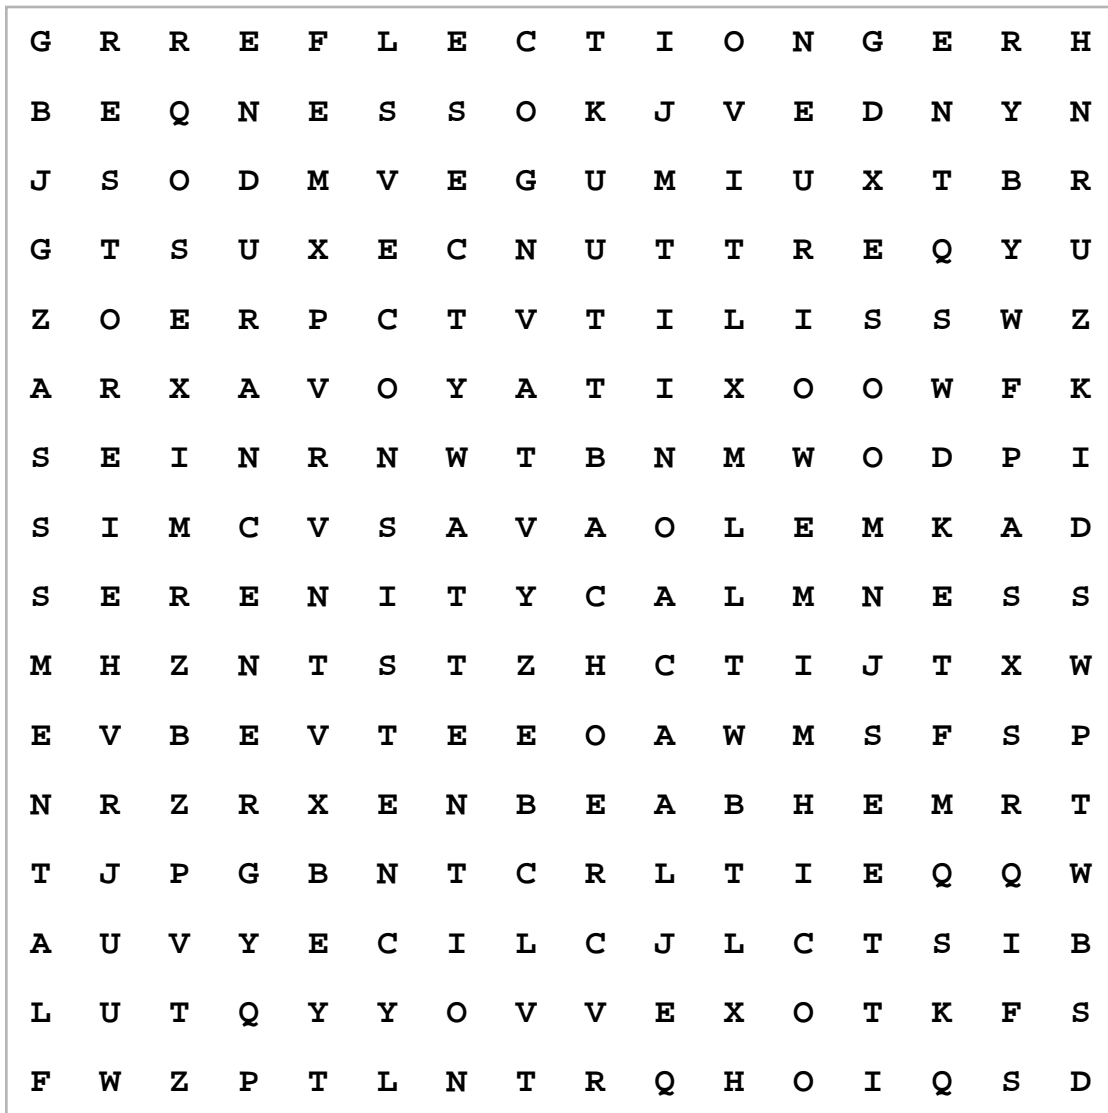 G R R E F L E C T I O N G E R H
B E Q N E S S O K J V E D N Y N
J S O D M V E G U M I U X T B R
G T S U X E C N U T T R E Q Y U
Z O E R P C T V T I L I S S W Z
A R X A V O Y A T I X O O W F K
S E I N R N W T B N M W O D P I
S I M C V S A V A O L E M K A D
S E R E N I T Y C A L M N E S S
M H Z N T S T Z H C T I J T X W
E V B E V T E E O A W M S F S P
N R Z R X E N B E A B H E M R T
T J P G B N T C R L T I E Q Q W
A U V Y E C I L C J L C T S I B
L U T Q Y Y O V V E X O T K F S
F W Z P T L N T R Q H O I Q S D